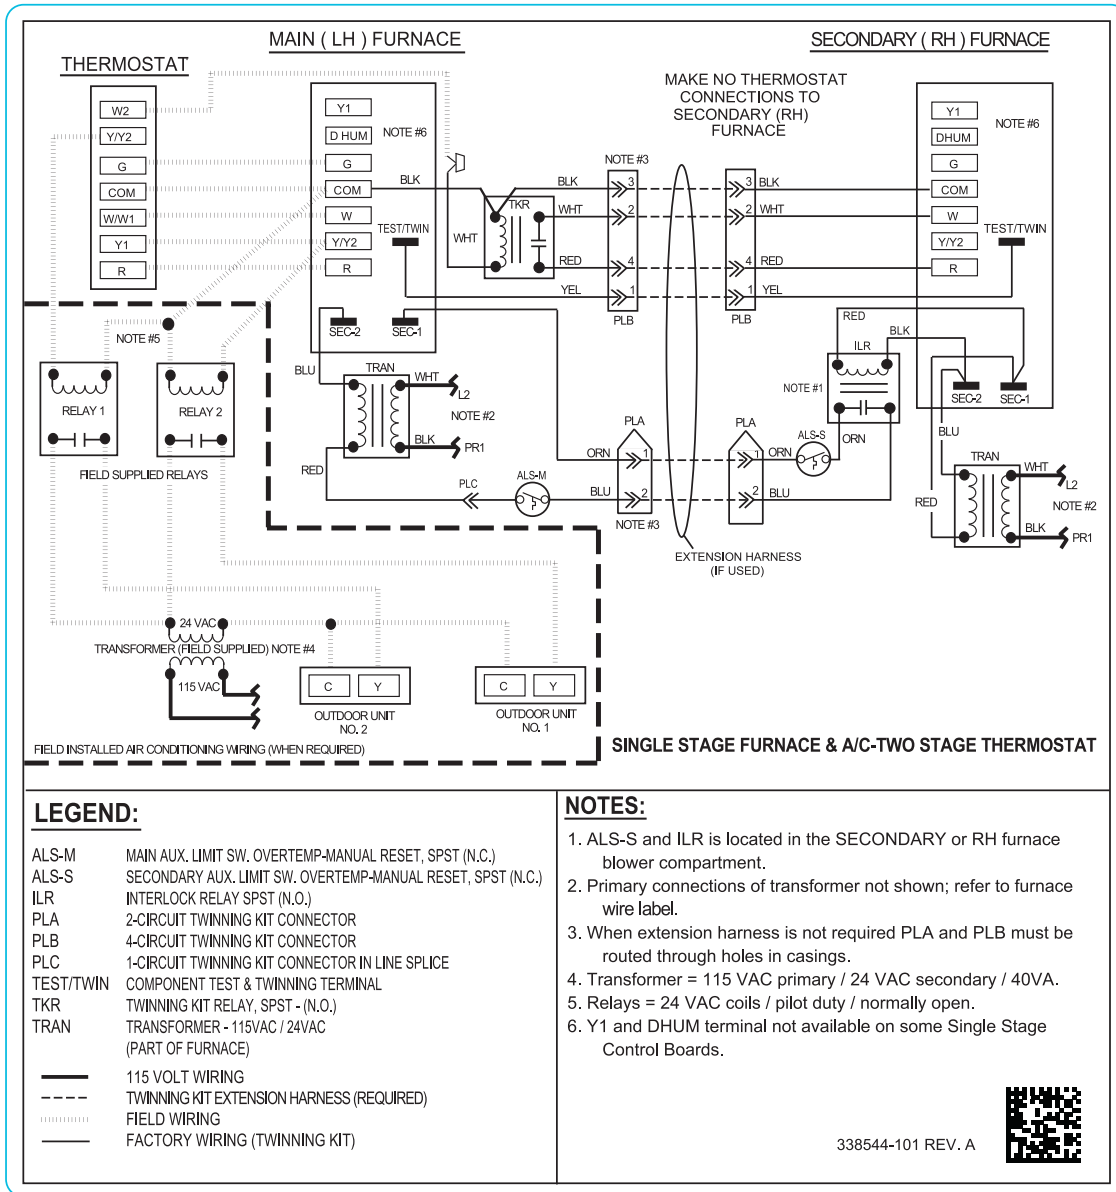 MAIN ( LH ) FURNACE
SECONDARY ( RH ) FURNACE
THERMOSTAT
MAKE NO THERMOSTAT
CONNECTIONS TO
SECONDARY (RH)
FURNACE
W2
Y/Y2
G
COM
W/W1
Y1
R
Y1
D HUM
NOTE #6
G
COM
W
Y/Y2
R
BLK
WHT
TEST/TWIN
TKR
BLK
WHT
RED
YEL
NOTE #3
3
2
4
1
PLB
3
2
4
1
PLB
BLK
WHT
RED
YEL
Y1
DHUM
NOTE #6
G
COM
W
TEST/TWIN
Y/Y2
R
SEC-2
SEC-1
NOTE #5
RELAY 1
RELAY 2
FIELD SUPPLIED RELAYS
BLU
TRAN
WHT
L2
NOTE #2
BLK
PR1
RED
PLC
ALS-M
ORN
BLU
PLA
1
2
NOTE #3
PLA
1
2
ORN
ALS-S
BLU
EXTENSION HARNESS
(IF USED)
RED
BLK
ILR
NOTE #1
ORN
SEC-2
SEC-1
BLU
RED
TRAN
WHT
L2
NOTE #2
BLK
PR1
24 VAC
TRANSFORMER (FIELD SUPPLIED) NOTE #4
115 VAC
C
Y
OUTDOOR UNIT
NO. 2
C
Y
OUTDOOR UNIT
NO. 1
FIELD INSTALLED AIR CONDITIONING WIRING (WHEN REQUIRED)
SINGLE STAGE FURNACE & A/C-TWO STAGE THERMOSTAT
LEGEND:
ALS-M MAIN AUX. LIMIT SW. OVERTEMP-MANUAL RESET, SPST (N.C.)
ALS-S SECONDARY AUX. LIMIT SW. OVERTEMP-MANUAL RESET, SPST (N.C.)
ILR INTERLOCK RELAY SPST (N.O.)
PLA 2-CIRCUIT TWINNING KIT CONNECTOR
PLB 4-CIRCUIT TWINNING KIT CONNECTOR
PLC 1-CIRCUIT TWINNING KIT CONNECTOR IN LINE SPLICE
TEST/TWIN COMPONENT TEST & TWINNING TERMINAL
TKR TWINNING KIT RELAY, SPST - (N.O.)
TRAN TRANSFORMER - 115VAC / 24VAC
(PART OF FURNACE)
115 VOLT WIRING
TWINNING KIT EXTENSION HARNESS (REQUIRED)
FIELD WIRING
FACTORY WIRING (TWINNING KIT)
NOTES:
1. ALS-S and ILR is located in the SECONDARY or RH furnace
blower compartment.
2. Primary connections of transformer not shown; refer to furnace
wire label.
3. When extension harness is not required PLA and PLB must be
routed through holes in casings.
4. Transformer = 115 VAC primary / 24 VAC secondary / 40VA.
5. Relays = 24 VAC coils / pilot duty / normally open.
6. Y1 and DHUM terminal not available on some Single Stage
Control Boards.
338544-101 REV. A